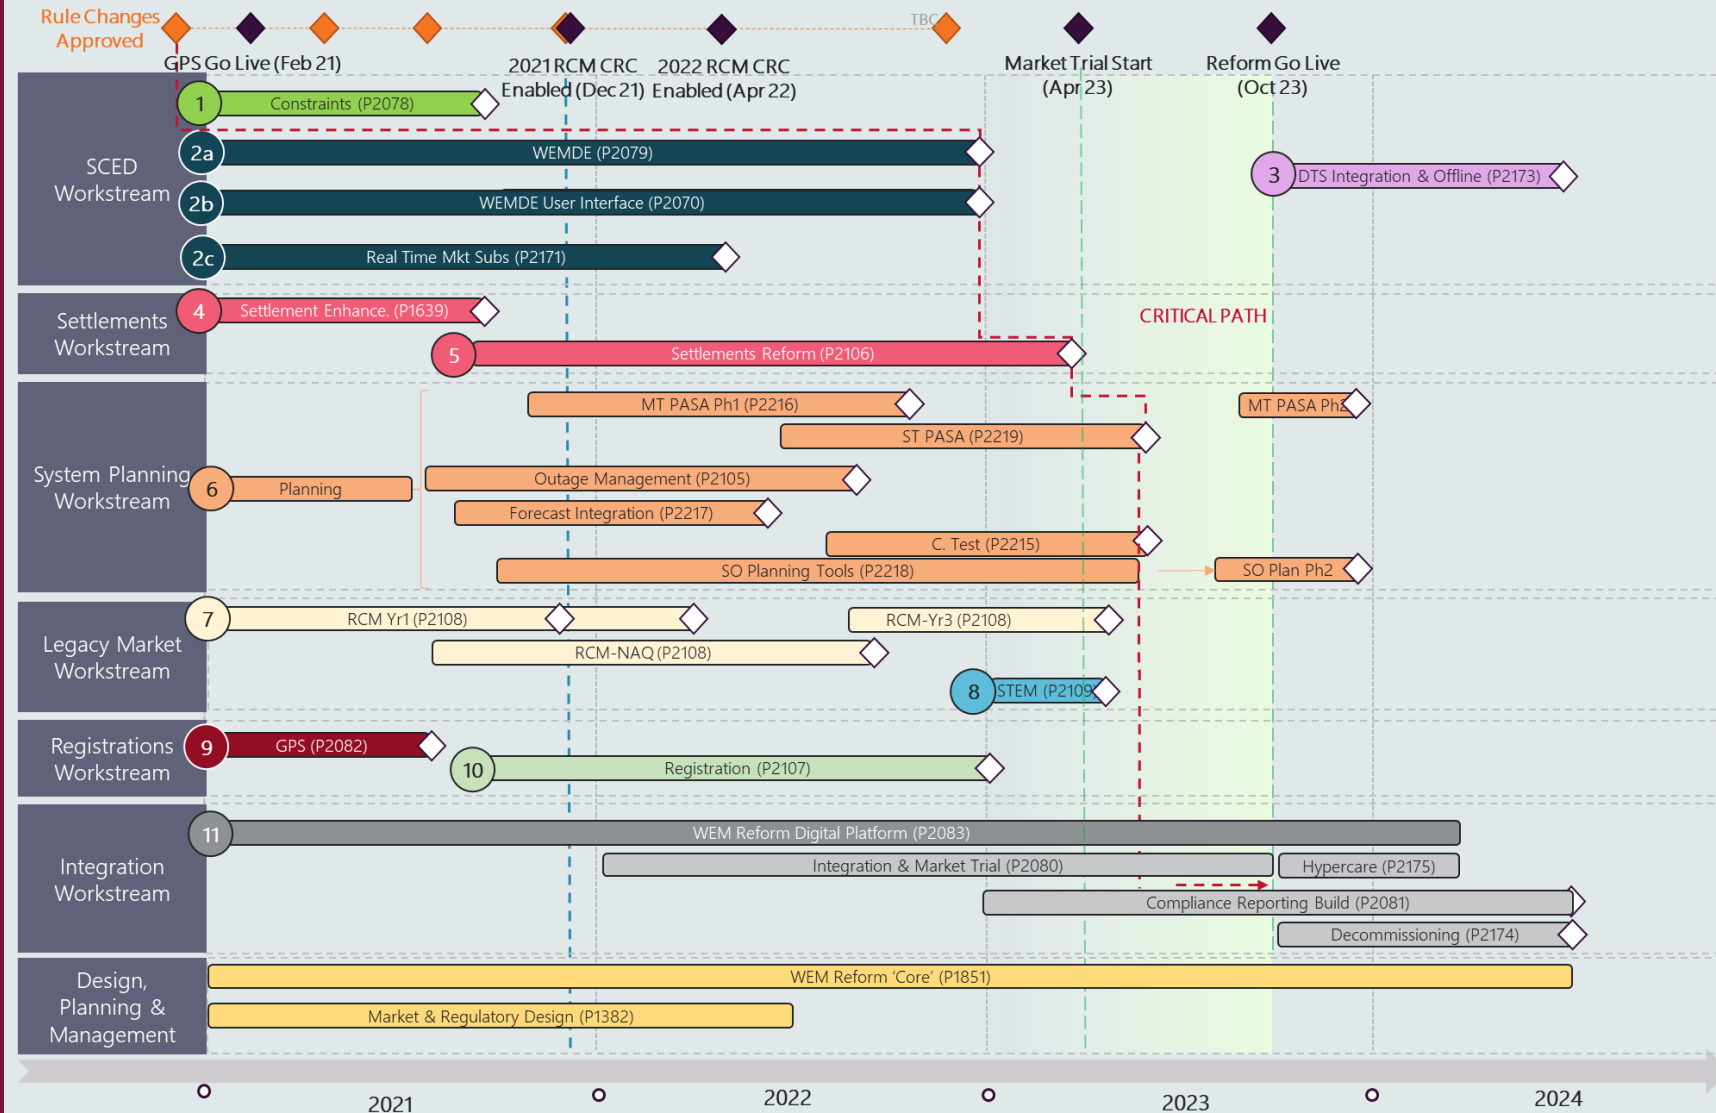 Rule Changes
Approved
TBC
GPS Go Live (Feb 21)
2021 RCM CRC
Enabled (Dec 21)
2022 RCM CRC
Enabled (Apr 22)
Market Trial Start
(Apr 23)
Reform Go Live
(Oct 23)
SCED
Workstream
1
Constraints (P2078)
2a
WEMDE (P2079)
3
DTS Integration & Offline (P2173)
2b
WEMDE User Interface (P2070)
2c
Real Time Mkt Subs (P2171)
Settlements
Workstream
4
Settlement Enhance. (P1639)
CRITICAL PATH
5
Settlements Reform (P2106)
System Planning
Workstream
6
Planning
MT PASA Ph1 (P2216)
MT PASA Ph2
ST PASA (P2219)
Outage Management (P2105)
Forecast Integration (P2217)
C. Test (P2215)
SO Planning Tools (P2218)
SO Plan Ph2
Legacy Market
Workstream
7
RCM Yr1 (P2108)
RCM-Yr3 (P2108)
RCM-NAQ (P2108)
8
STEM (P2109)
Registrations
Workstream
9
GPS (P2082)
10
Registration (P2107)
Integration
Workstream
11
WEM Reform Digital Platform (P2083)
Integration & Market Trial (P2080)
Hypercare (P2175)
Compliance Reporting Build (P2081)
Decommissioning (P2174)
Design,
Planning &
Management
WEM Reform 'Core' (P1851)
Market & Regulatory Design (P1382)
2021
2022
2023
2024